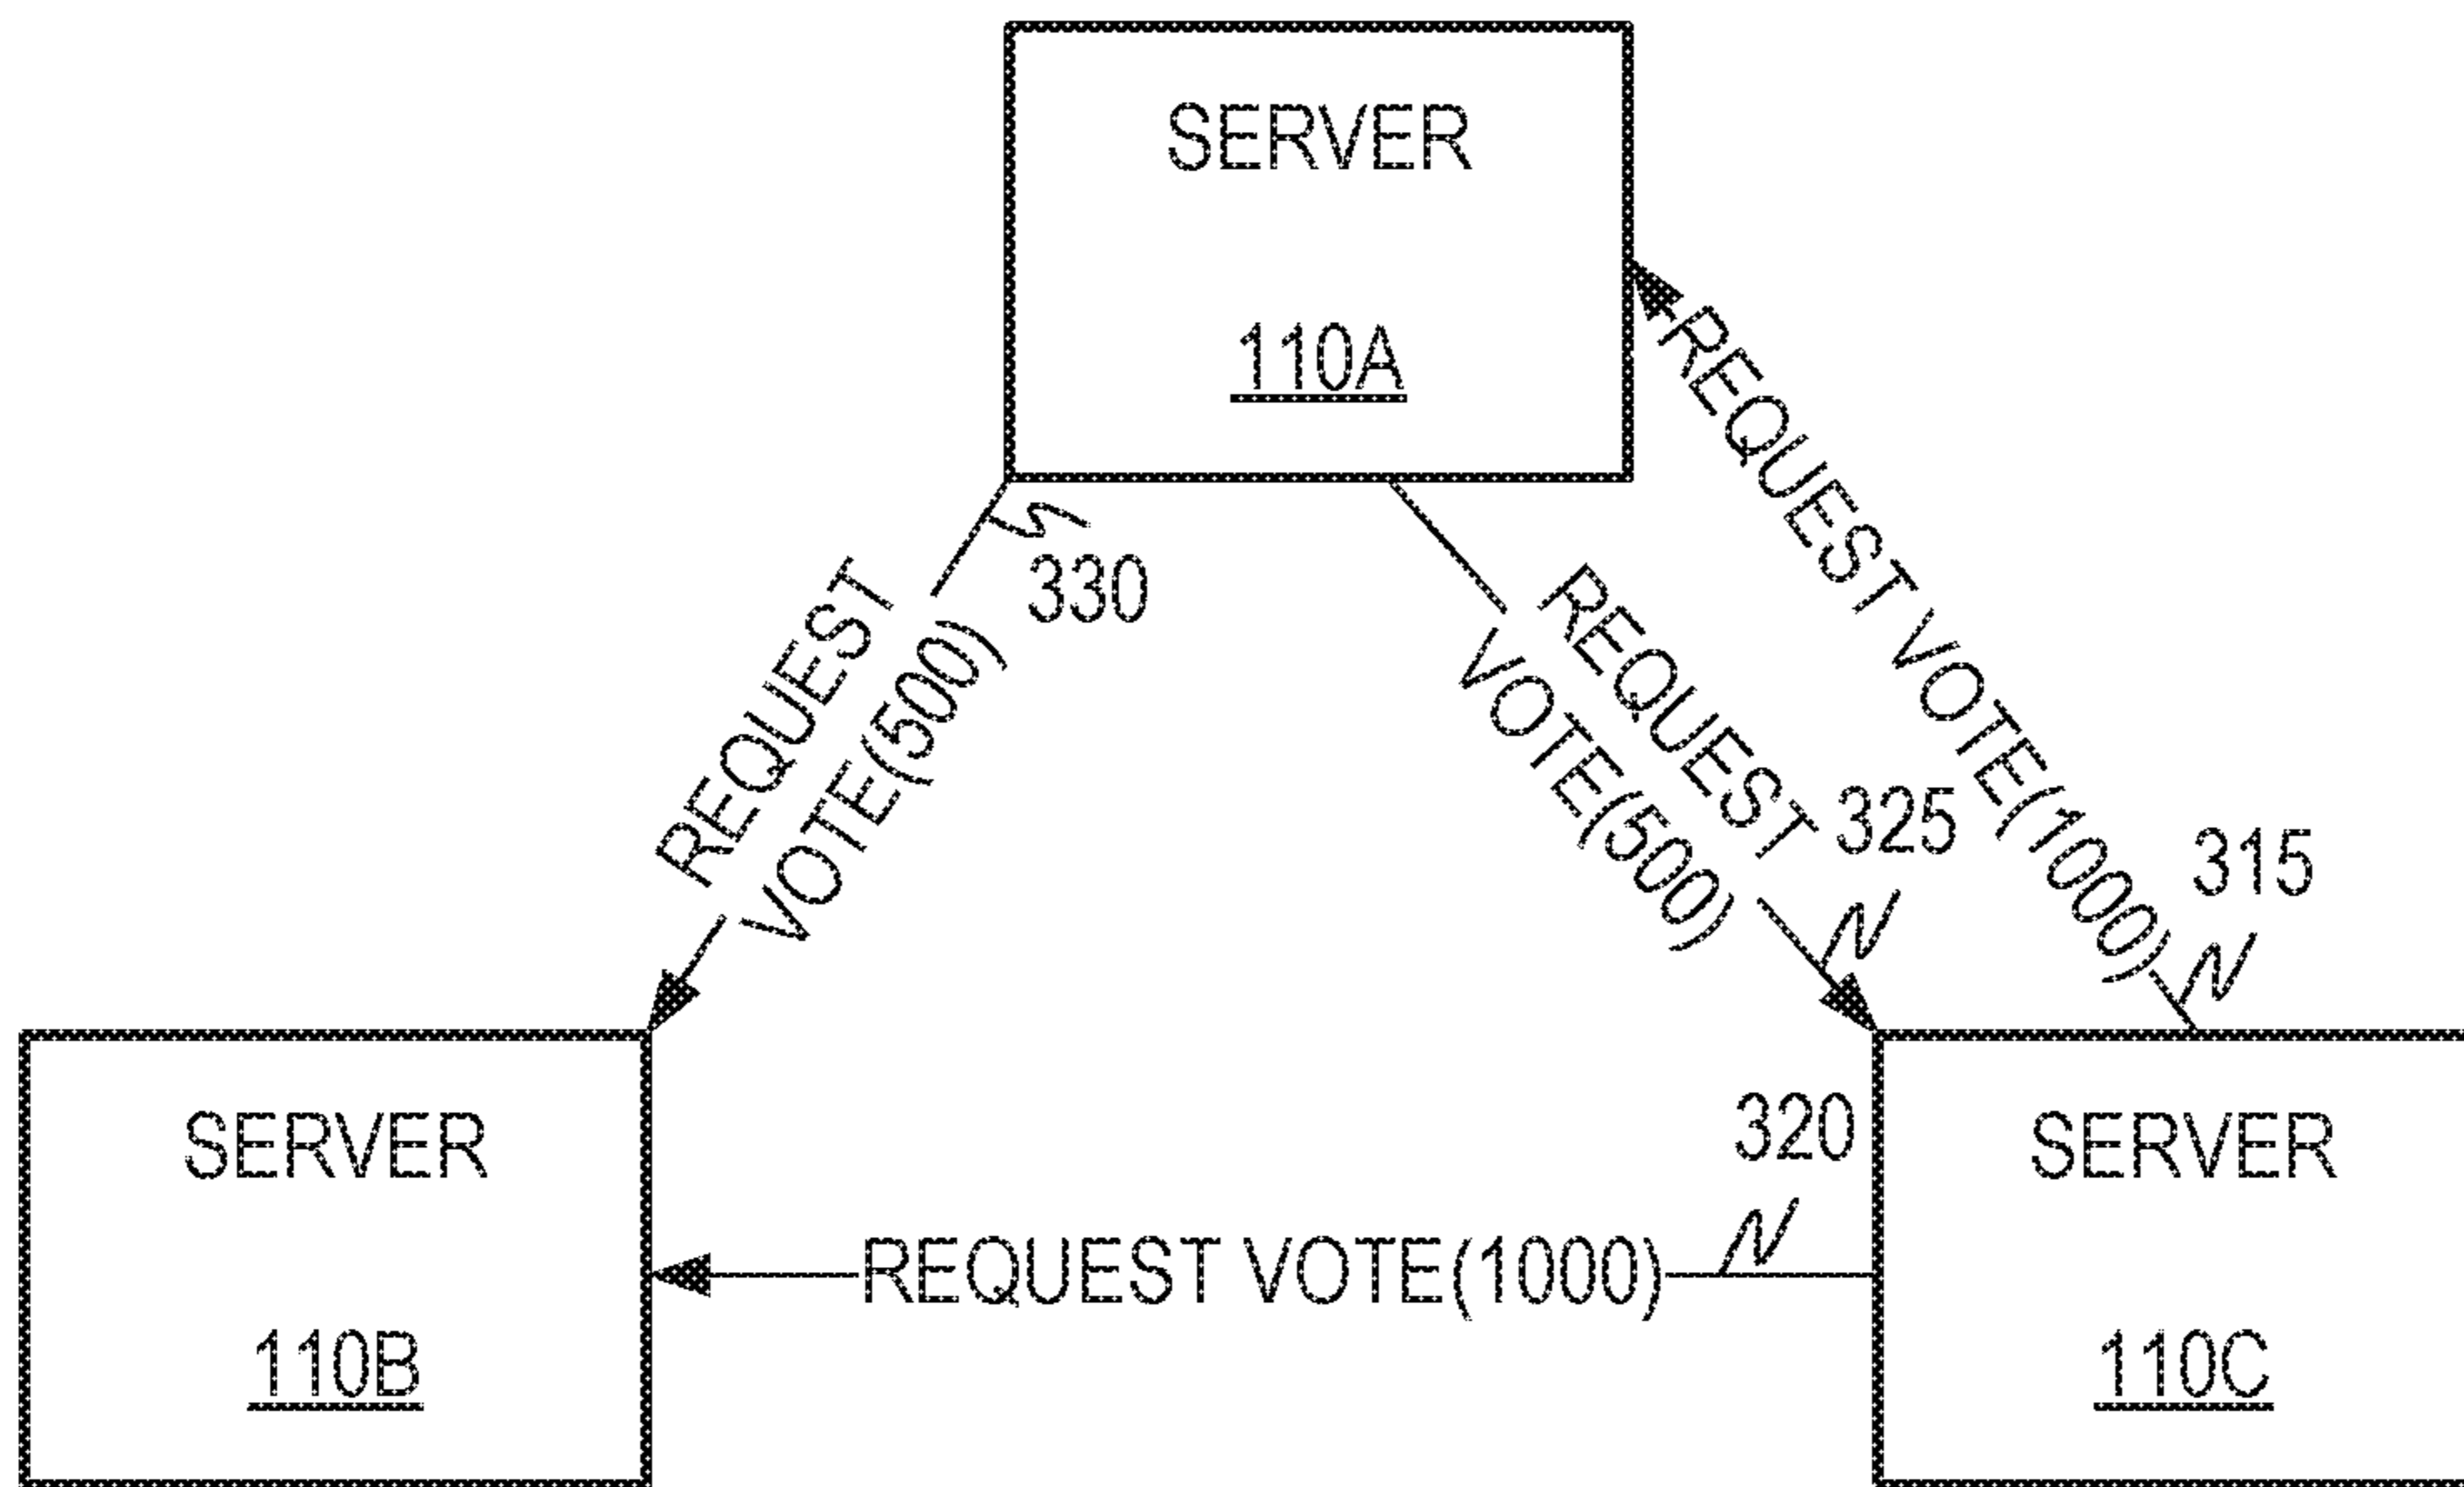 SERVER
110A
REQUEST
VOTE(500)
330
REQUEST
VOTE(500)
325
REQUEST VOTE(1000)
315
SERVER
110B
320
REQUEST VOTE(1000)
SERVER
110C